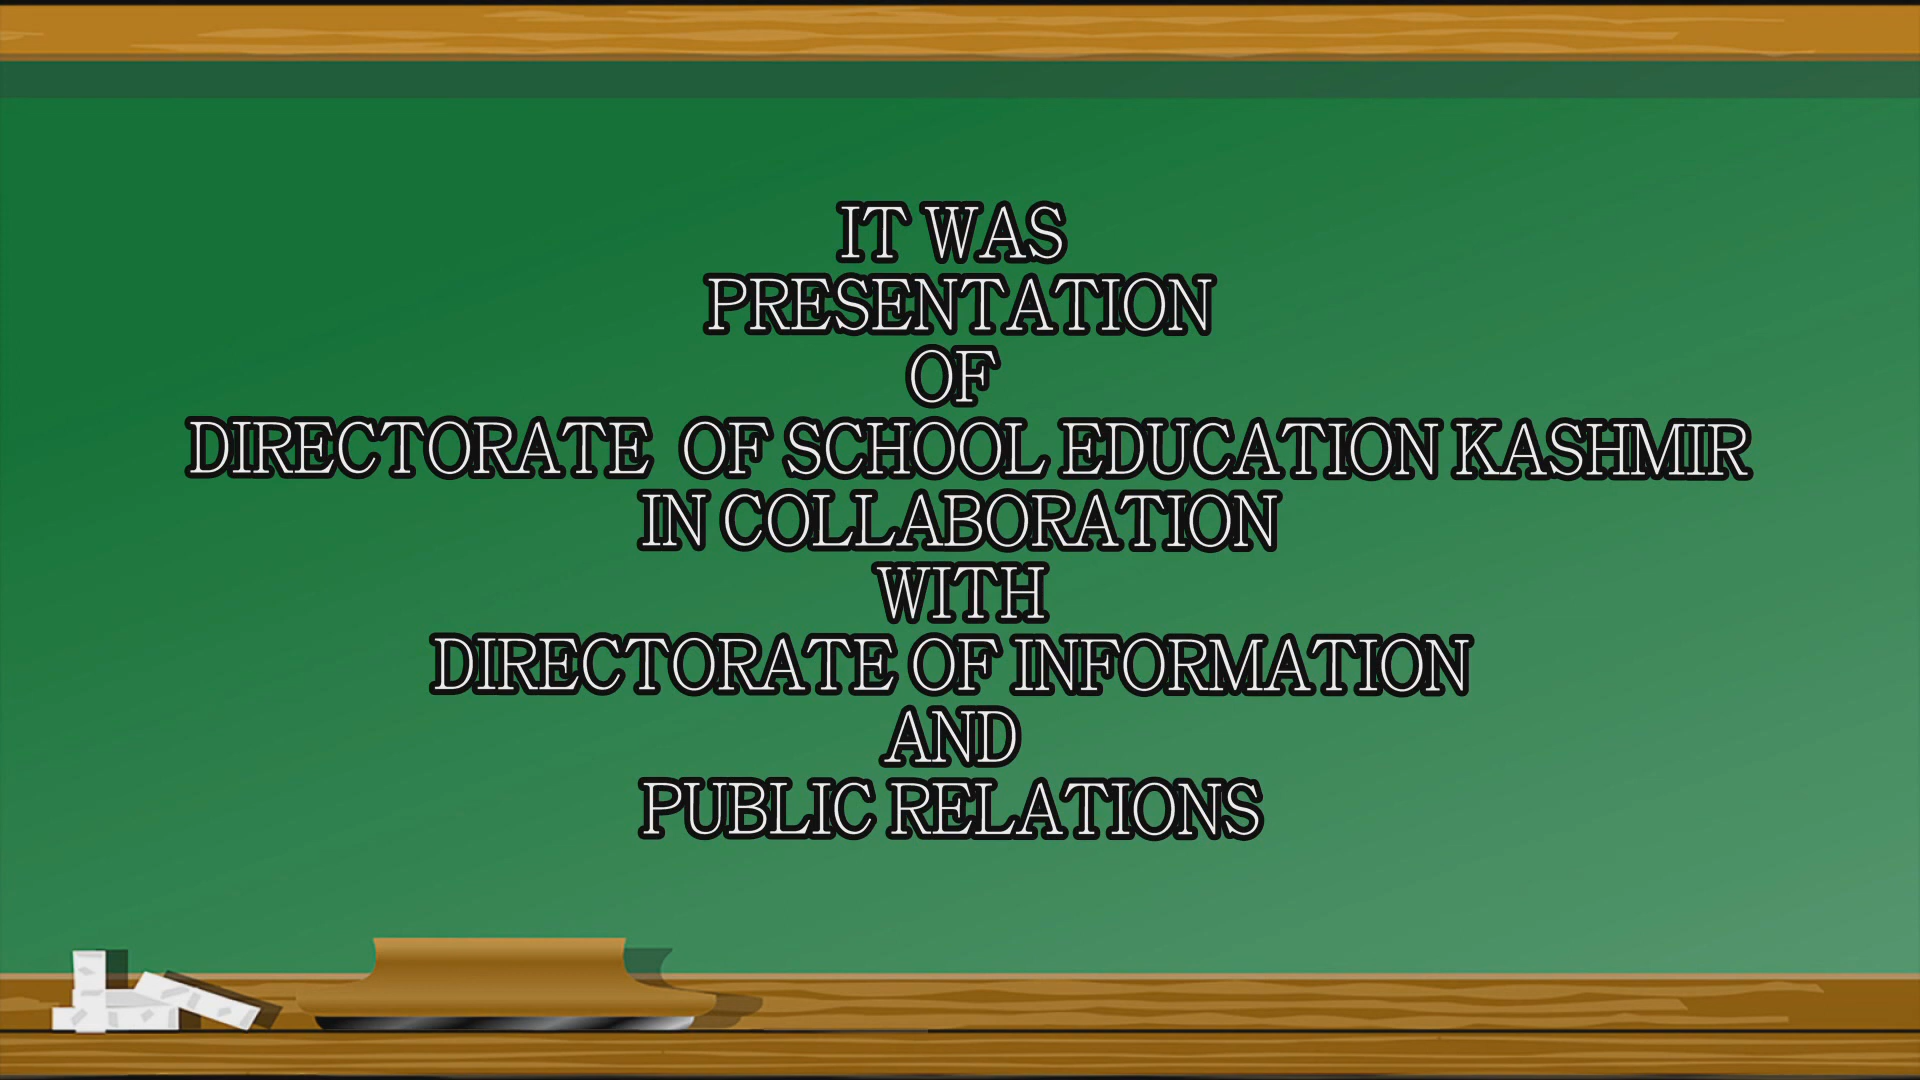 IT WAS
PRESENTATION
OF
DIRECTORATE OF SCHOOL EDUCATION KASHMIR
IN COLLABORATION
WITH
DIRECTORATE OF INFORMATION
AND
PUBLIC RELATIONS